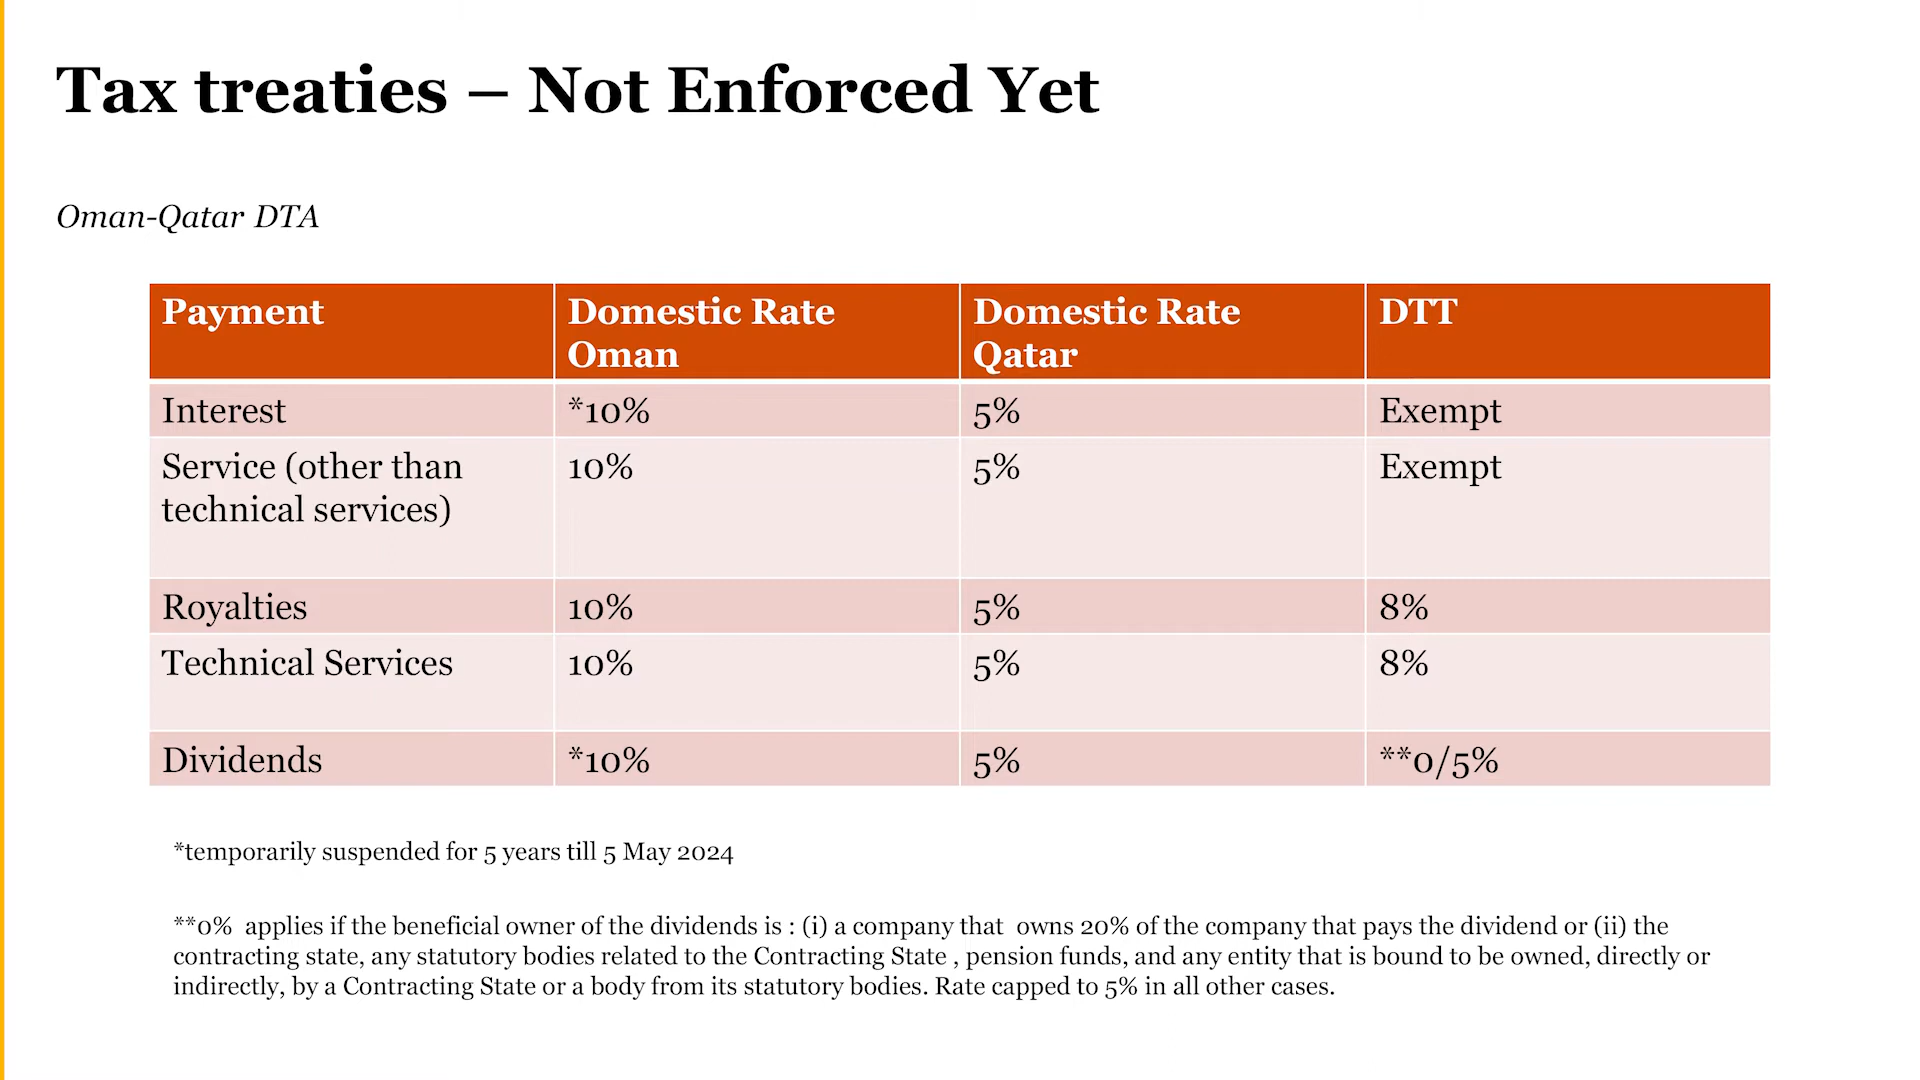 Tax treaties – Not Enforced Yet
Oman-Qatar DTA
Payment
Domestic Rate
Oman
Domestic Rate
Qatar
DTT
Interest
*10%
5%
Exempt
Service (other than
technical services)
10%
5%
Exempt
Royalties
10%
5%
8%
Technical Services
10%
5%
8%
Dividends
*10%
5%
**0/5%
*temporarily suspended for 5 years till 5 May 2024
**0%  applies if the beneficial owner of the dividends is : (i) a company that  owns 20% of the company that pays the dividend or (ii) the
contracting state, any statutory bodies related to the Contracting State , pension funds, and any entity that is bound to be owned, directly or
indirectly, by a Contracting State or a body from its statutory bodies. Rate capped to 5% in all other cases.